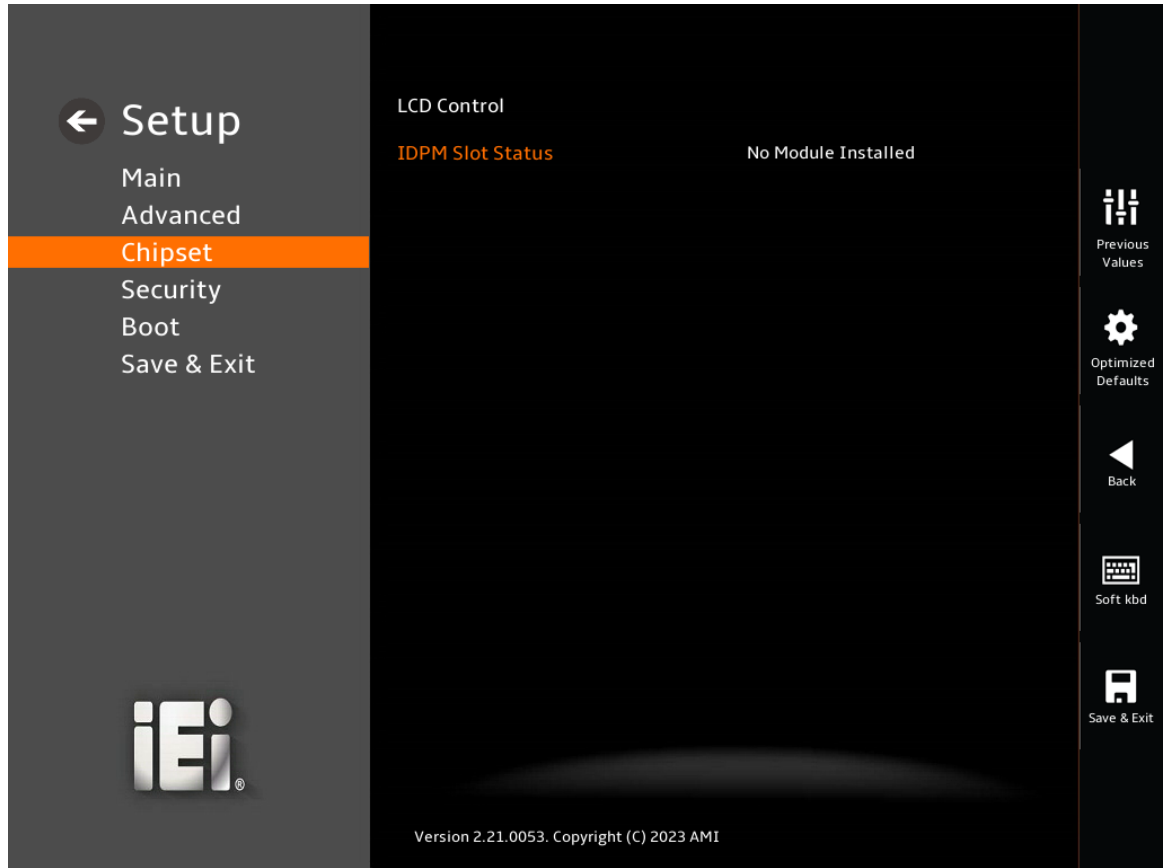 Setup
Main
Advanced
Chipset
Security
Boot
Save & Exit
iEi®
LCD Control
IDPM Slot Status No Module Installed
Version 2.21.0053. Copyright (C) 2023 AMI
Previous
Values
Optimized
Defaults
Back
Soft kbd
Save & Exit